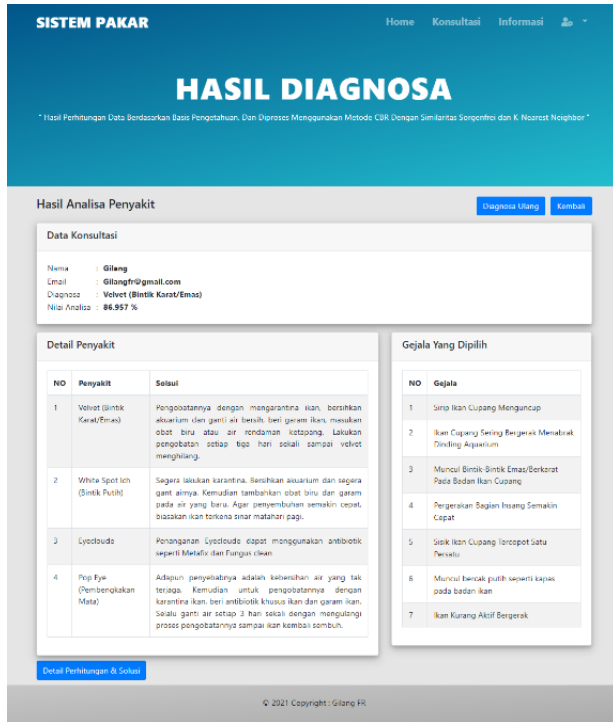 SISTEM PAKAR
Home Konsultasi Informasi
HASIL DIAGNOSA
" Hasil Perhitungan Data Berdasarkan Basis Pengetahuan, Dan Diproses Menggunakan Metode CBR Dengan Similaritas Sorgenfrei dan K-Nearest Neighbor "
Hasil Analisa Penyakit
Diagnosa Ulang
Kembali
Data Konsultasi
Nama : Gilang
Email : Gilangfr@gmail.com
Diagnosa : Velvet (Bintik Karat/Emas)
Nilai Analisa : 86.957 %
Detail Penyakit
NO Penyakit Solsui
1 Velvet (Bintik Karat/Emas)
Pengobatannya dengan mengarantina ikan, bersihkan
akuarium dan ganti air bersih, beri garam ikan, masukan
obat biru atau air rendaman ketapang. Lakukan
pengobatan setiap tiga hari sekali sampai velvet
menghilang.
2 White Spot Ich (Bintik Putih)
Segera lakukan karantina. Bersihkan akuarium dan segera
gant airnya. Kemudian tambahkan obat biru dan garam
pada air yang baru. Agar penyembuhan semakin cepat,
biasakan ikan terkena sinar matahari pagi.
3 Eyecloude
Penanganan Eyecloude dapat menggunakan antibiotik
seperti Metafix dan Fungus clean
4 Pop Eye (Pembengkakan Mata)
Adapun penyebabnya adalah kebersihan air yang tak
terjaga. Kemudian untuk pengobatannya dengan
karantina ikan, beri antibiotik khusus ikan dan garam ikan.
Selalu ganti air setiap 3 hari sekali dengan mengulangi
proses pengobatannya sampai ikan kembali sembuh.
Gejala Yang Dipilih
NO Gejala
1 Sirip Ikan Cupang Menguncup
2 Ikan Cupang Sering Bergerak Menabrak
Dinding Aquarium
3 Muncul Bintik-Bintik Emas/Berkarat
Pada Badan Ikan Cupang
4 Pergerakan Bagian Insang Semakin
Cepat
5 Sisik Ikan Cupang Tercopot Satu
Persatu
6 Muncul bercak putih seperti kapas
pada badan ikan
7 Ikan Kurang Aktif Bergerak
Detail Perhitungan & Solusi
© 2021 Copyright : Gilang FR